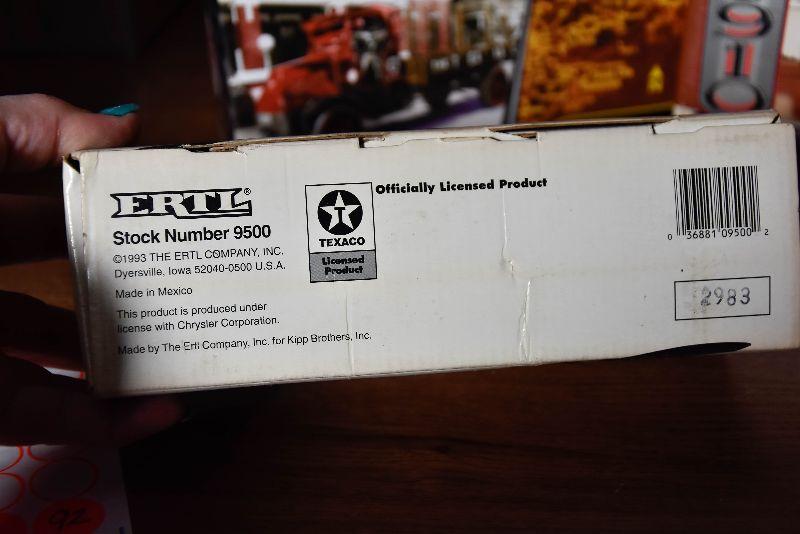 1910
ERTL®
Stock Number 9500
©1993 THE ERTL COMPANY, INC.
Dyersville, Iowa 52040-0500 U.S.A.
Made in Mexico
This product is produced under
license with Chrysler Corporation.
Made by The Ertl Company, Inc. for Kipp Brothers, Inc.
T
TEXACO
Licensed
Product
Officially Licensed Product
0 36881 09500 2
2983
92